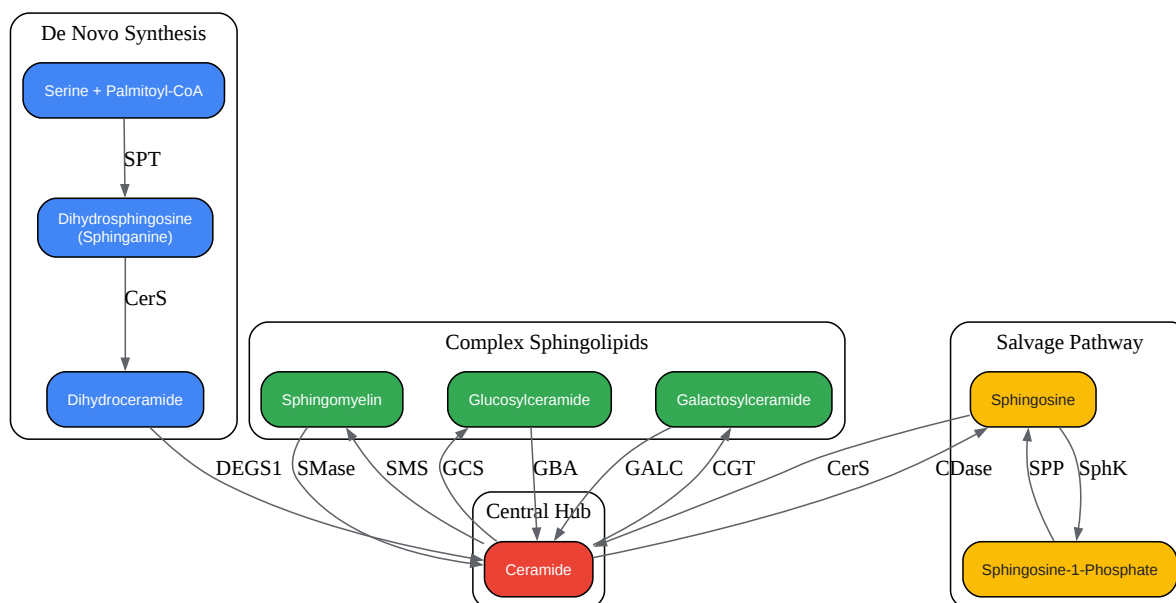 De Novo Synthesis
Serine + Palmitoyl-CoA
SPT
Dihydrosphingosine
(Sphinganine)
CerS
Dihydroceramide
Complex Sphingolipids
Sphingomyelin
Glucosylceramide
Galactosylceramide
Salvage Pathway
Sphingosine
DEGS1
SMase
SMS
GCS
GBA
GALC
CGT
CerS
CDase
SPP
SphK
Central Hub
Ceramide
Sphingosine-1-Phosphate